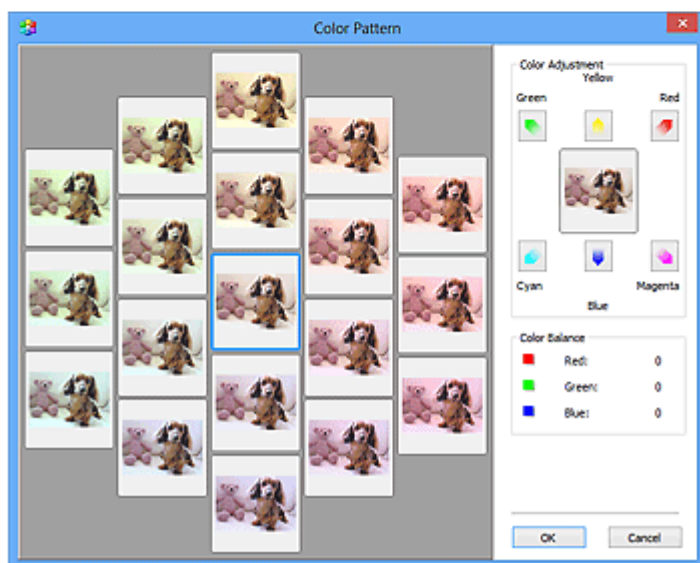 Color Pattern
Color Adjustment
Yellow
Green Red
Cyan Magenta
Blue
Color Balance
Red: 0
Green: 0
Blue: 0
OK Cancel